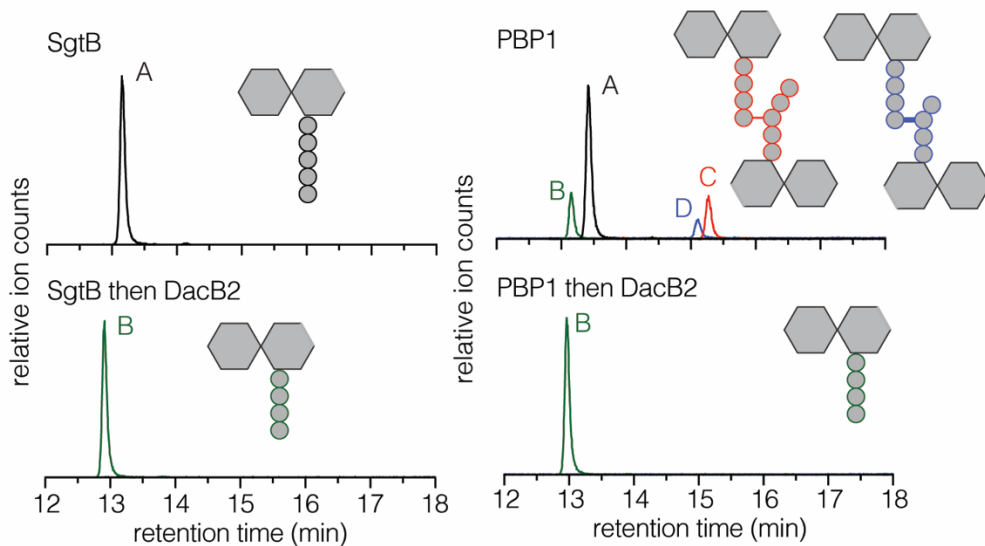 SgtB
A
PBP1
A
B
D
C
relative ion counts
relative ion counts
SgtB then DacB2
B
PBP1 then DacB2
B
12 13 14 15 16 17 18
retention time (min)
12 13 14 15 16 17 18
retention time (min)